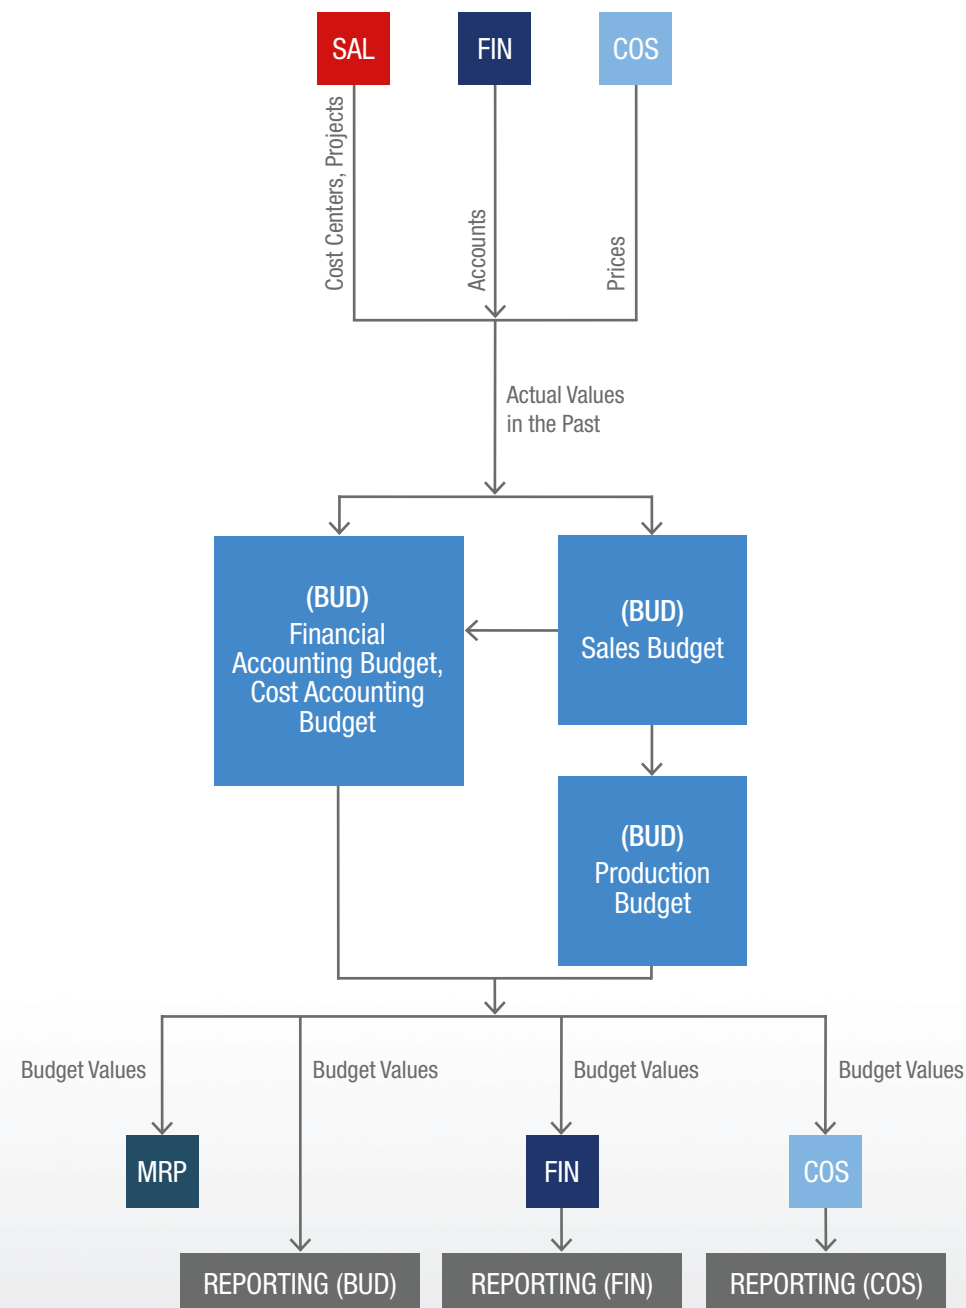 SAL
FIN
COS
Cost Centers, Projects
Accounts
Prices
Actual Values
in the Past
(BUD)
Financial
Accounting Budget,
Cost Accounting
Budget
(BUD)
Sales Budget
(BUD)
Production
Budget
Budget Values
Budget Values
Budget Values
Budget Values
MRP
FIN
COS
REPORTING (BUD)
REPORTING (FIN)
REPORTING (COS)